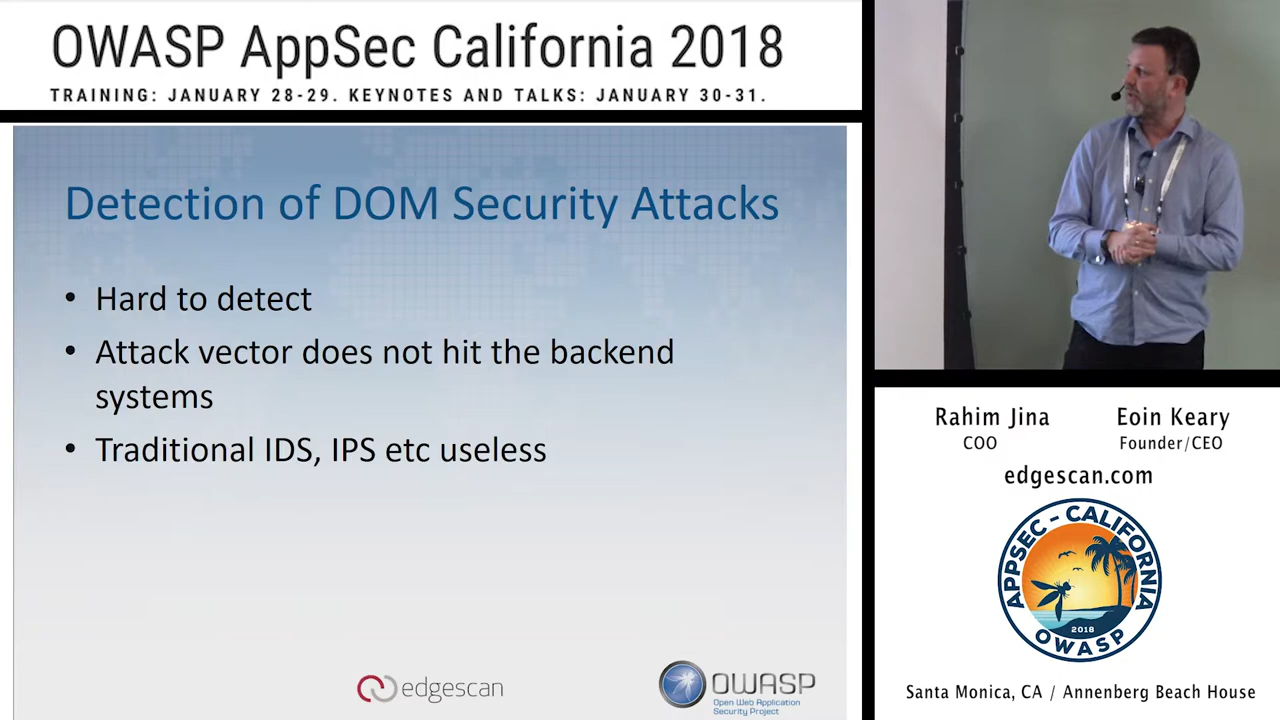 OWASP AppSec California 2018
TRAINING: JANUARY 28-29. KEYNOTES AND TALKS: JANUARY 30-31.
Detection of DOM Security Attacks
• Hard to detect
• Attack vector does not hit the backend
systems
• Traditional IDS, IPS etc useless
edgescan
OWASP
Open Web Application
Security Project
Rahim Jina
COO
Eoin Keary
Founder/CEO
edgescan.com
APPSEC - CALIFORNIA
2018
OWASP
Santa Monica, CA / Annenberg Beach House